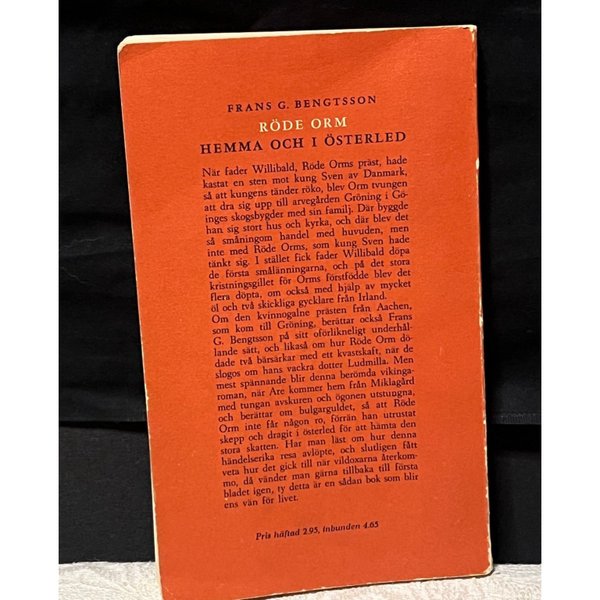 FRANS G. BENGTSSON
RÖDE ORM
HEMMA OCH I ÖSTERLED
När fader Willibald, Röde Orms präst, hade
kastat en sten mot kung Sven av Danmark,
så att kungens tänder röko, blev Orm tvungen
att dra sig upp till arvegården Gröning i Gö-
inges skogsbygder med sin familj. Där byggde
han sig stort hus och kyrka, och där blev det
så småningom handel med huvuden, men
inte med Röde Orms, som kung Sven hade
tänkt sig. I stället fick fader Willibald döpa
de första smålänningarna, och på det stora
kristningsgillet för Orms förstfödde blev det
flera döpta, om också med hjälp av mycket
öl och två skickliga gycklare från Irland.
Om den kvinnogalne prästen från Aachen,
som kom till Gröning, berättar också Frans
G. Bengtsson på sitt oförlikneligt underhål-
lande sätt, och likaså om hur Röde Orm dö-
dade två bärsärkar med ett kvastskaft, när de
slogos om hans vackra dotter Ludmilla. Men
mest spännande blir denna berömda vikinga-
roman, när Are kommer hem från Miklagård
med tungan avskuren och ögonen utstuugna,
och berättar om bulgarguldet, så att Röde
Orm inte får någon ro, förrän han utrustat
skepp och dragit i österled för att hämta den
stora skatten. Har man läst om hur denna
händelserika resa avlöpte, och slutligen fått
veta hur det gick till när vildoxarna återkom-
mo, då vänder man gärna tillbaka till första
bladet igen, ty detta är en sådan bok som blir
ens vän för livet.
Pris häftad 2.95, inbunden 4.65